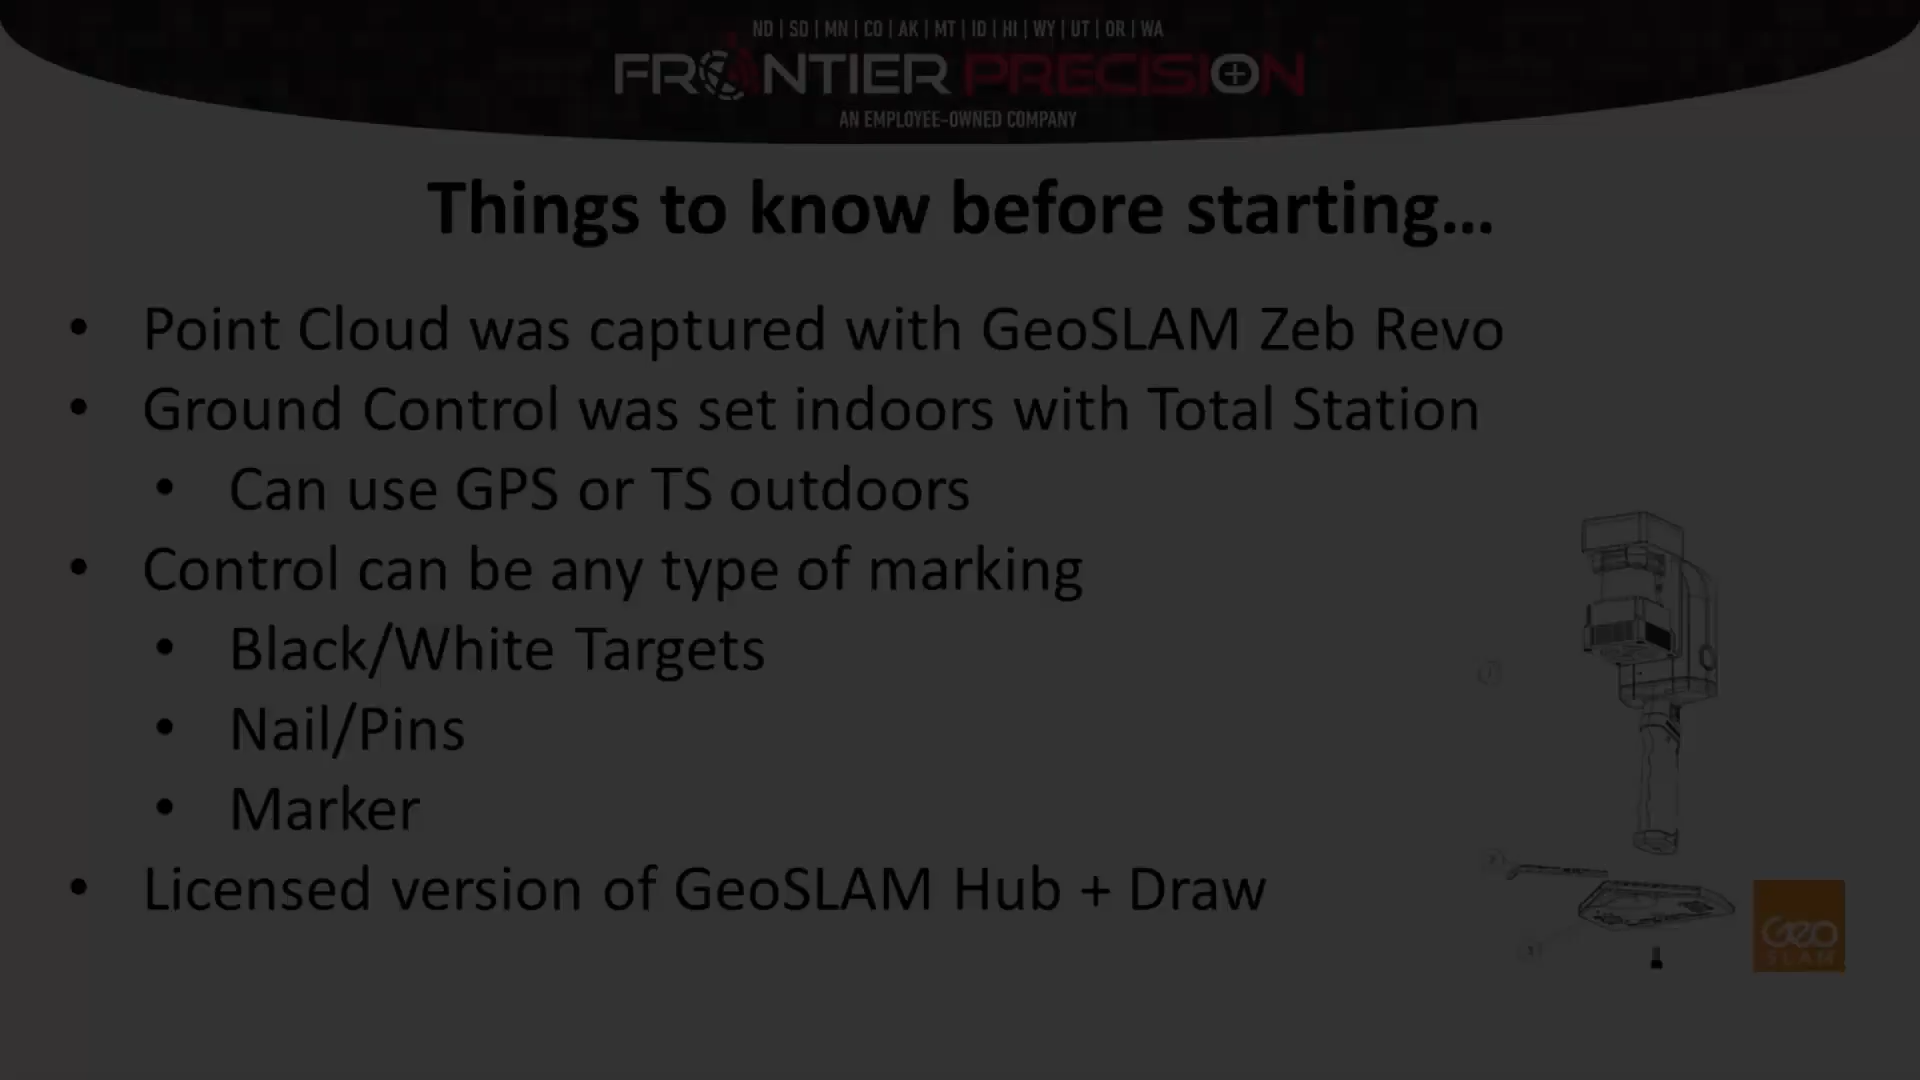 ND | SD | MN | CO | AK | MT | ID | HI | WY | UT | OR | WA
FRONTIER PRECISION
AN EMPLOYEE-OWNED COMPANY
Things to know before starting...
• Point Cloud was captured with GeoSLAM Zeb Revo
• Ground Control was set indoors with Total Station
• Can use GPS or TS outdoors
• Control can be any type of marking
• Black/White Targets
• Nail/Pins
• Marker
• Licensed version of GeoSLAM Hub + Draw
Geo
SLAM